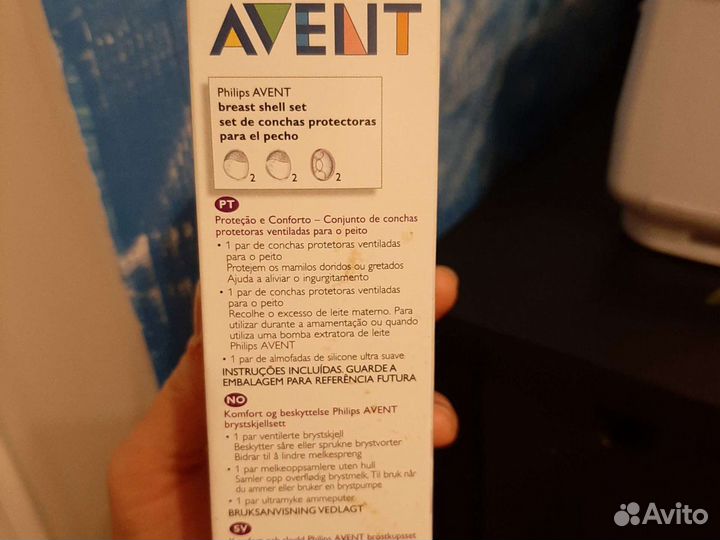 AVENT
Philips AVENT
breast shell set
set de conchas protectoras
para el pecho
2 2 2
PT
Proteção e Conforto – Conjunto de conchas
protetoras ventiladas para o peito
• 1 par de conchas protetoras ventiladas
para o peito
Protejem os mamilos doridos ou gretados
Ajuda a aliviar o ingurgitamento
• 1 par de conchas protetoras ventiladas
para o peito
Recolhe o excesso de leite materno. Para
utilizar durante a amamentação ou quando
utiliza uma bomba extratora de leite
Philips AVENT
• 1 par de almofadas de silicone ultra suave
INSTRUÇÕES INCLUÍDAS. GUARDE A
EMBALAGEM PARA REFERÊNCIA FUTURA
NO
Komfort og beskyttelse Philips AVENT
brystskjellsett
• 1 par ventilerte brystskjell
Beskytter såre eller sprukne brystvorter
Bidrar til å lindre melkespreng
• 1 par melkeoppsamlere uten hull
Samler opp overflødig brystmelk. Til bruk når
du ammer eller bruker en brystpumpe
• 1 par ultramyke ammeputer
BRUKSANVISNING VEDLAGT
SV
Philips AVENT bröstkupsset
Avito